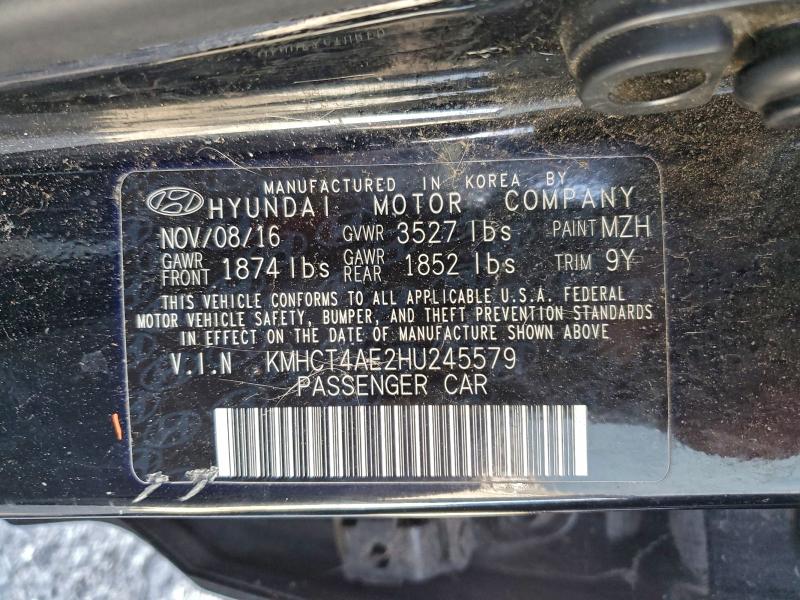 MANUFACTURED IN KOREA BY
HYUNDAI MOTOR COMPANY
NOV/08/16 GVWR 3527 lbs PAINT MZH
GAWR FRONT 1874 lbs GAWR REAR 1852 lbs TRIM 9Y
THIS VEHICLE CONFORMS TO ALL APPLICABLE U.S.A. FEDERAL
MOTOR VEHICLE SAFETY, BUMPER, AND THEFT PREVENTION STANDARDS
IN EFFECT ON THE DATE OF MANUFACTURE SHOWN ABOVE
V.I.N KMHCT4AE2HU245579
PASSENGER CAR